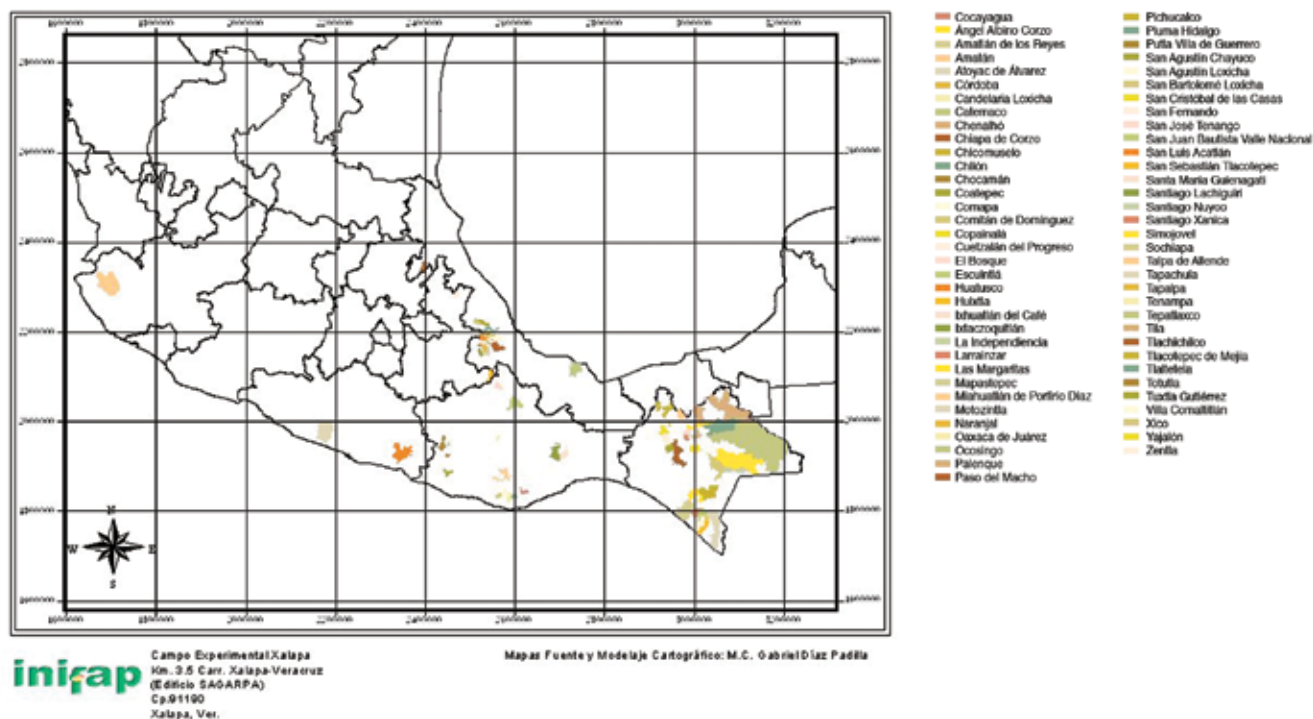 Cocayagua
Ángel Albino Corzo
Amatlán de los Reyes
Amatán
Atoyac de Álvarez
Córdoba
Candelaria Loxicha
Catemaco
Chenalhó
Chiapa de Corzo
Chicomuselo
Chilón
Chocamán
Coatepec
Comapa
Comitán de Domínguez
Copainalá
Cuetzalán del Progreso
El Bosque
Escuintla
Huatusco
Huixtla
Ixhuatlán del Café
Ixtaczoquitlán
La Independiencia
Larrainzar
Las Margaritas
Mapastepec
Miahuatlán de Porfirio Díaz
Motozintla
Naranjal
Oaxaca de Juárez
Ocosingo
Palenque
Paso del Macho
Pichucalco
Pluma Hidalgo
Putla Villa de Guerrero
San Agustín Chayuco
San Agustín Loxicha
San Bartolomé Loxicha
San Cristóbal de las Casas
San Fernando
San José Tenango
San Juan Bautista Valle Nacional
San Luis Acatlán
San Sebastián Tlacotepec
Santa María Guienagati
Santiago Lachiguiri
Santiago Nuyoo
Santiago Xanica
Simojovel
Sochiapa
Talpa de Allende
Tapachula
Tapalpa
Tenampa
Tepatlaxco
Tila
Tlachichilco
Tlacotepec de Mejía
Tlaltetela
Totutla
Tuxtla Gutiérrez
Villa Comaltitlán
Xico
Yajalón
Zentla
N
W E
S
inifap
Campo Experimental Xalapa
Km. 3.5 Carr. Xalapa-Veracruz
(Edificio SAGARPA)
Cp.91190
Xalapa, Ver.
Mapas Fuente y Modelaje Cartográfico: M.C. Gabriel Díaz Padilla